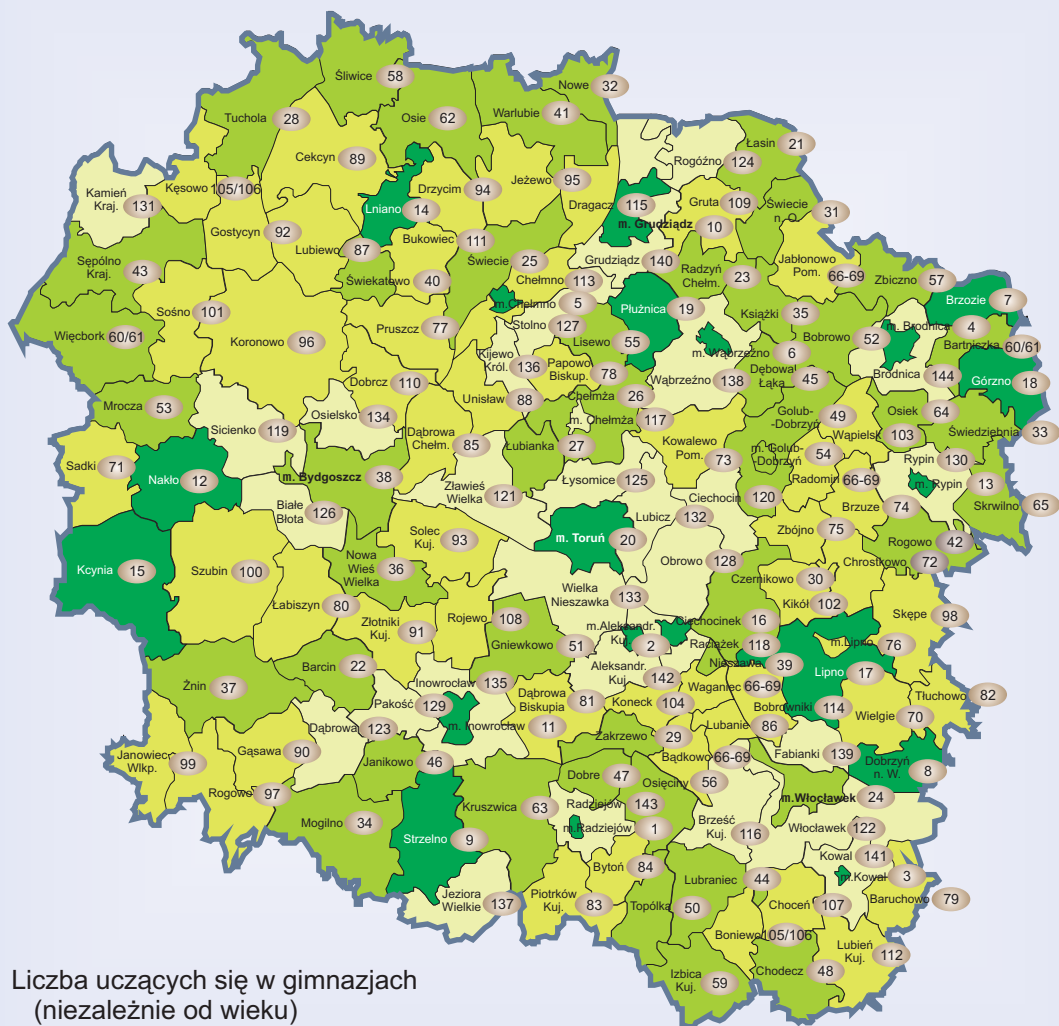 Śliwice 58
Nowe 32
Tuchola 28
Osie 62
Warlubie 41
Łasin 21
Rogóźno 124
Cekcyn 89
Kamień
Kraj. 131
Kęsowo 105/106
Drzycim 94
Jeżewo 95
Dragacz
115
m. Grudziądz 10
Gruta 109
Świecie
n. O. 31
Lniano 14
Gostycyn 92
Lubiewo 87
Bukowiec 111
Świecie 25
Grudziądz 140
Radzyń
Chełm. 23
Jabłonowo
Pom. 66-69
Zbiczno 57
Sępólno
Kraj. 43
Świekatowo 40
Chełmno 113
m.Chełmno 5
Płużnica 19
Książki 35
Bobrowo 52
Brzozie 7
m. Brodnica 4
Bartniczka 60/61
Sośno 101
Więcbork 60/61
Koronowo 96
Pruszcz 77
Stolno 127
Lisewo 55
m. Wąbrzeźno 6
Dębowa
Łąka 45
Brodnica 144
Górzno 18
Kijewo
Król. 136
Papowo
Biskup. 78
Wąbrzeźno 138
Dobrcz 110
Unisław 88
Chełmża 26
Mrocza 53
Osielsko 134
Sicienko 119
Dąbrowa
Chełm. 85
m. Chełmża 117
Łubianka 27
Golub-
-Dobrzyń 49
Osiek 64
Świedziebnia 33
Wąpielsk 103
Kowalewo
Pom. 73
m. Golub-
Dobrzyń 54
Rypin 130
m. Rypin 13
Sadki 71
Nakło 12
m. Bydgoszcz 38
Zławieś
Wielka 121
Łysomice 125
Ciechocin 120
Radomin 66-69
Brzuze 74
Skrwilno 65
Białe
Błota 126
Lubicz 132
Solec
Kuj. 93
m. Toruń 20
Zbójno 75
Rogowo 42
Kcynia 15
Szubin 100
Nowa
Wieś
Wielka 36
Obrowo 128
Chrostkowo 72
Czernikowo 30
Kikół 102
Łabiszyn 80
Złotniki
Kuj. 91
Rojewo 108
Wielka
Nieszawka 133
Skępe 98
m.Aleksandr.
Kuj. 2
Ciechocinek 16
Gniewkowo 51
Raciążek 118
m.Lipno 76
Barcin 22
Inowrocław 135
Aleksandr.
Kuj. 142
Nieszawa 39
Lipno 17
Żnin 37
Pakość 129
Dąbrowa
Biskupia 81
Koneck 104
Waganiec 66-69
Bobrowniki 114
Tłuchowo 82
Wielgie 70
Dąbrowa 123
m. Inowrocław 11
Zakrzewo 29
Lubanie 86
Janowiec
Wlkp. 99
Gąsawa 90
Janikowo 46
Bądkowo 66-69
Fabianki 139
Dobrzyń
n. W. 8
Rogowo 97
Dobre 47
Osięciny 56
m.Włocławek 24
Mogilno 34
Kruszwica 63
Radziejów 143
m.Radziejów 1
Brześć
Kuj. 116
Włocławek 122
Strzelno 9
Kowal 141
m.Kowal 3
Bytoń 84
Lubraniec 44
Baruchowo 79
Jeziora
Wielkie 137
Piotrków
Kuj. 83
Topólka 50
Choceń 107
Boniewo 105/106
Lubień
Kuj. 112
Izbica
Kuj. 59
Chodecz 48
Liczba uczących się w gimnazjach
(niezależnie od wieku)